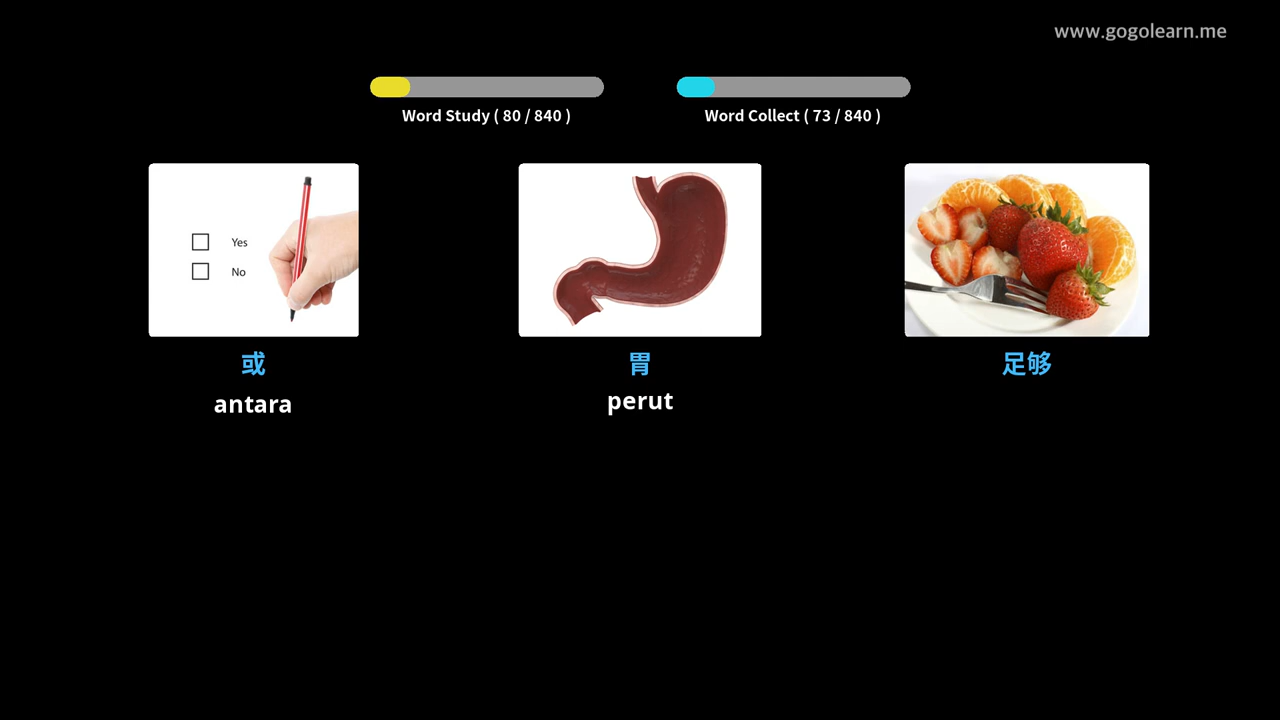 www.gogolearn.me
Word Study ( 80 / 840 )
Word Collect ( 73 / 840 )
Yes
No
或
胃
足够
antara
perut